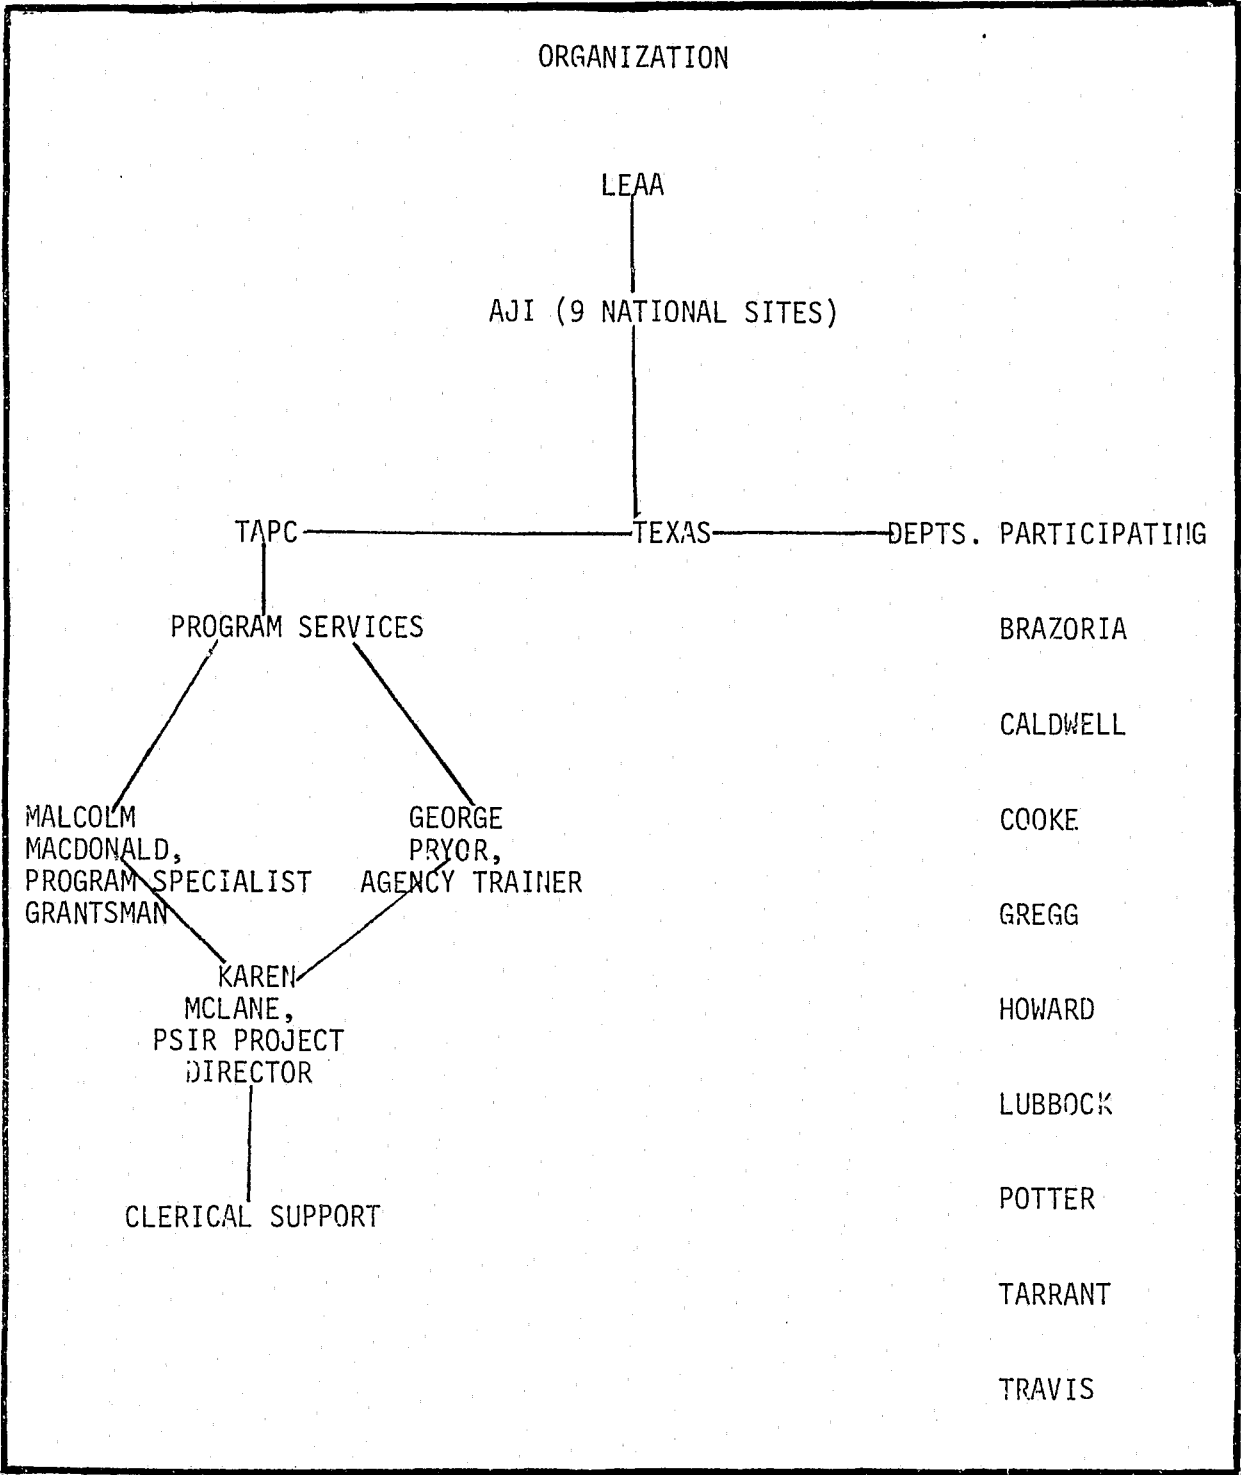 ORGANIZATION
LEAA
AJI (9 NATIONAL SITES)
TAPC TEXAS DEPTS. PARTICIPATING
PROGRAM SERVICES
BRAZORIA
CALDWELL
MALCOLM
MACDONALD,
PROGRAM SPECIALIST
GRANTSMAN
GEORGE
PRYOR,
AGENCY TRAINER
COOKE
GREGG
KAREN
MCLANE,
PSIR PROJECT
DIRECTOR
HOWARD
LUBBOCK
CLERICAL SUPPORT
POTTER
TARRANT
TRAVIS